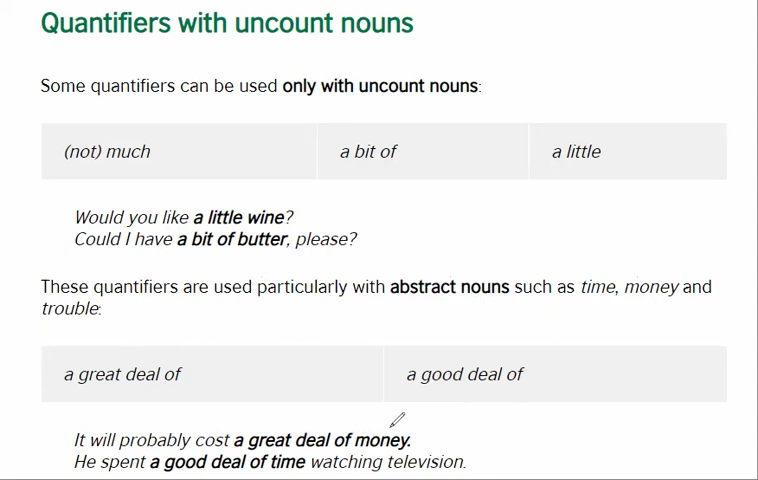 Quantifiers with uncount nouns
Some quantifiers can be used only with uncount nouns:
(not) much a bit of a little
Would you like a little wine?
Could I have a bit of butter, please?
These quantifiers are used particularly with abstract nouns such as time, money and
trouble:
a great deal of a good deal of
It will probably cost a great deal of money.
He spent a good deal of time watching television.